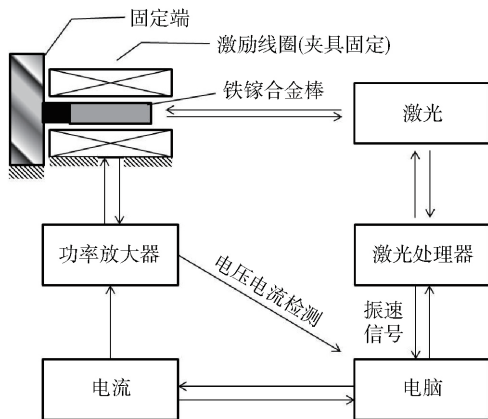 固定端
激励线圈(夹具固定)
铁镓合金棒
激光
功率放大器
电压电流检测
激光处理器
振速
信号
电流
电脑